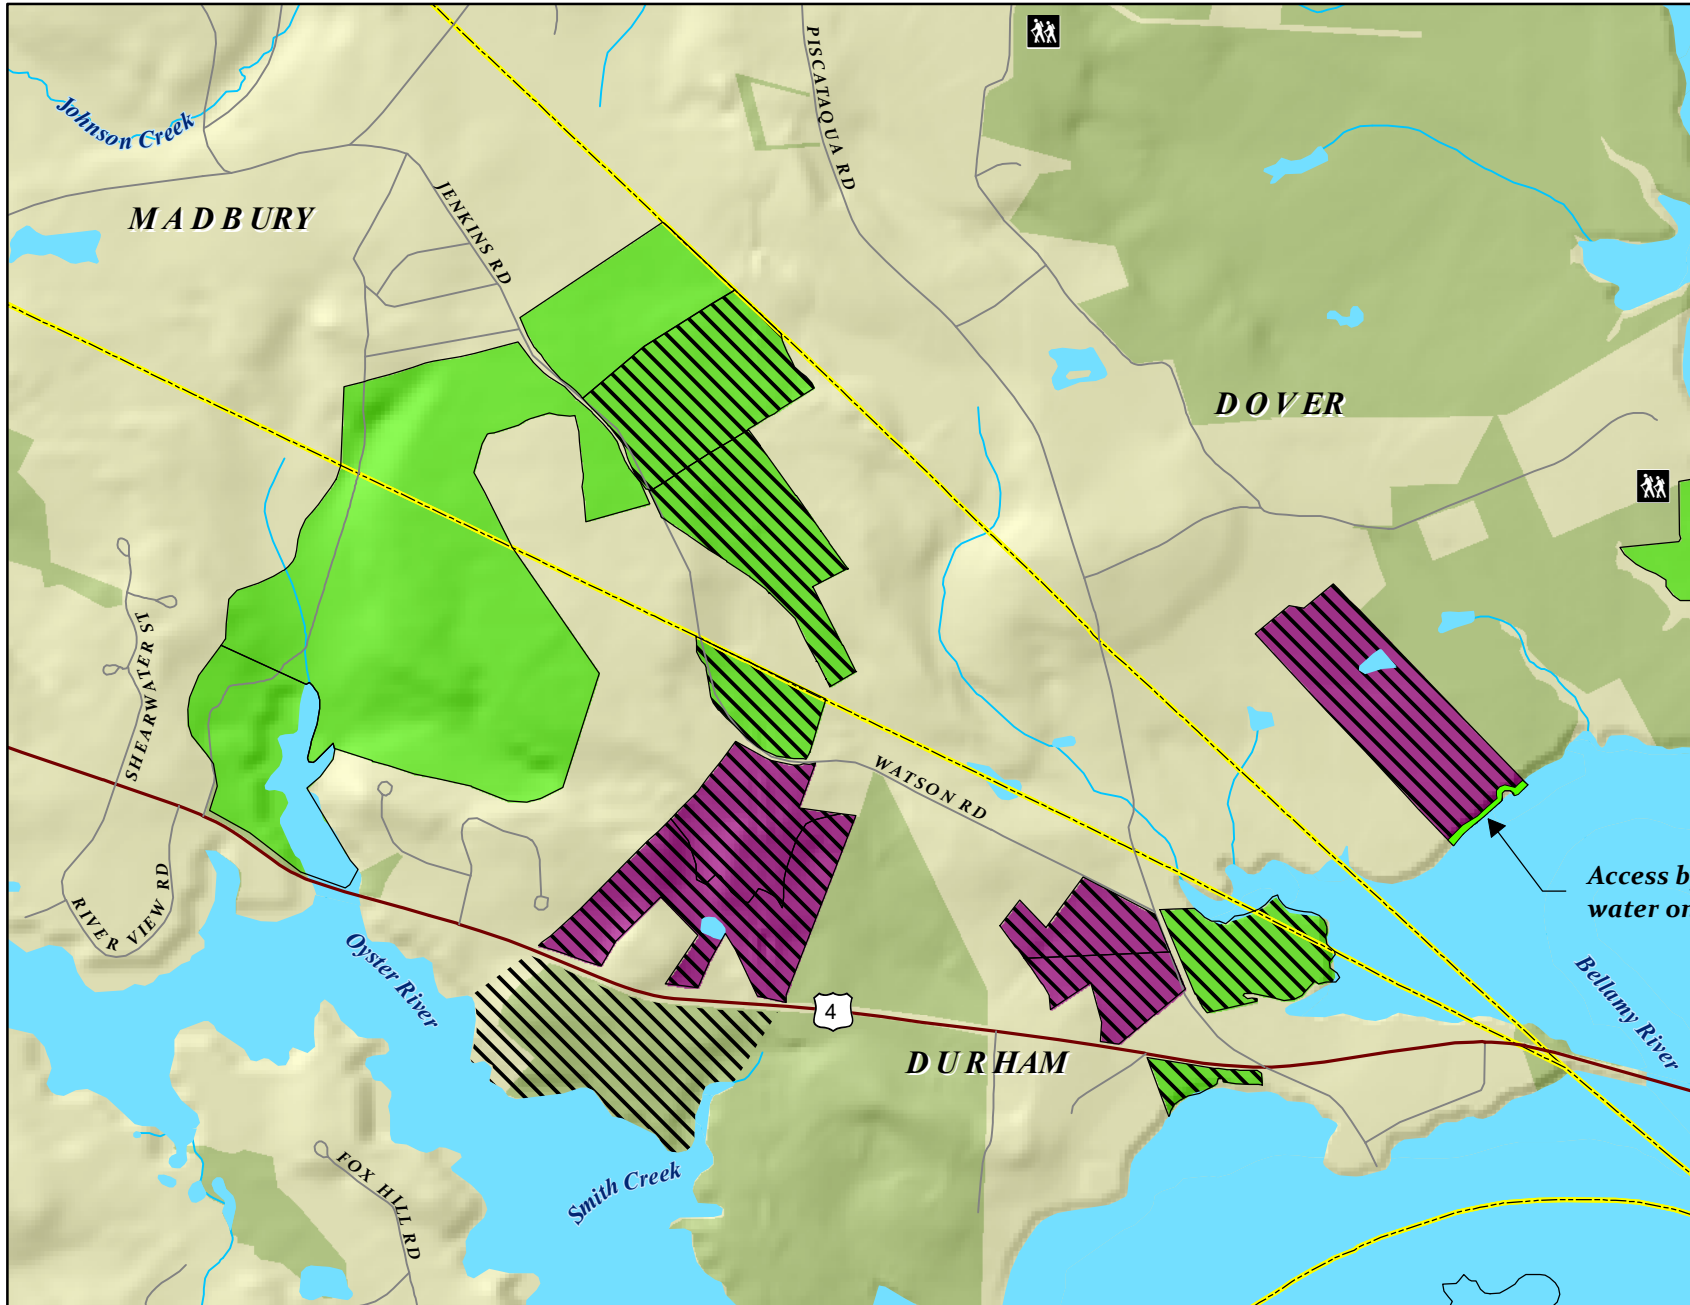 Johnson Creek
PISCATAQUA RD
MADBURY
JENKINS RD
DOVER
SHEARWATER ST
WATSON RD
RIVER VIEW RD
Access b
water or
Oyster River
Bellamy River
4
DURHAM
Smith Creek
FOX HILL RD